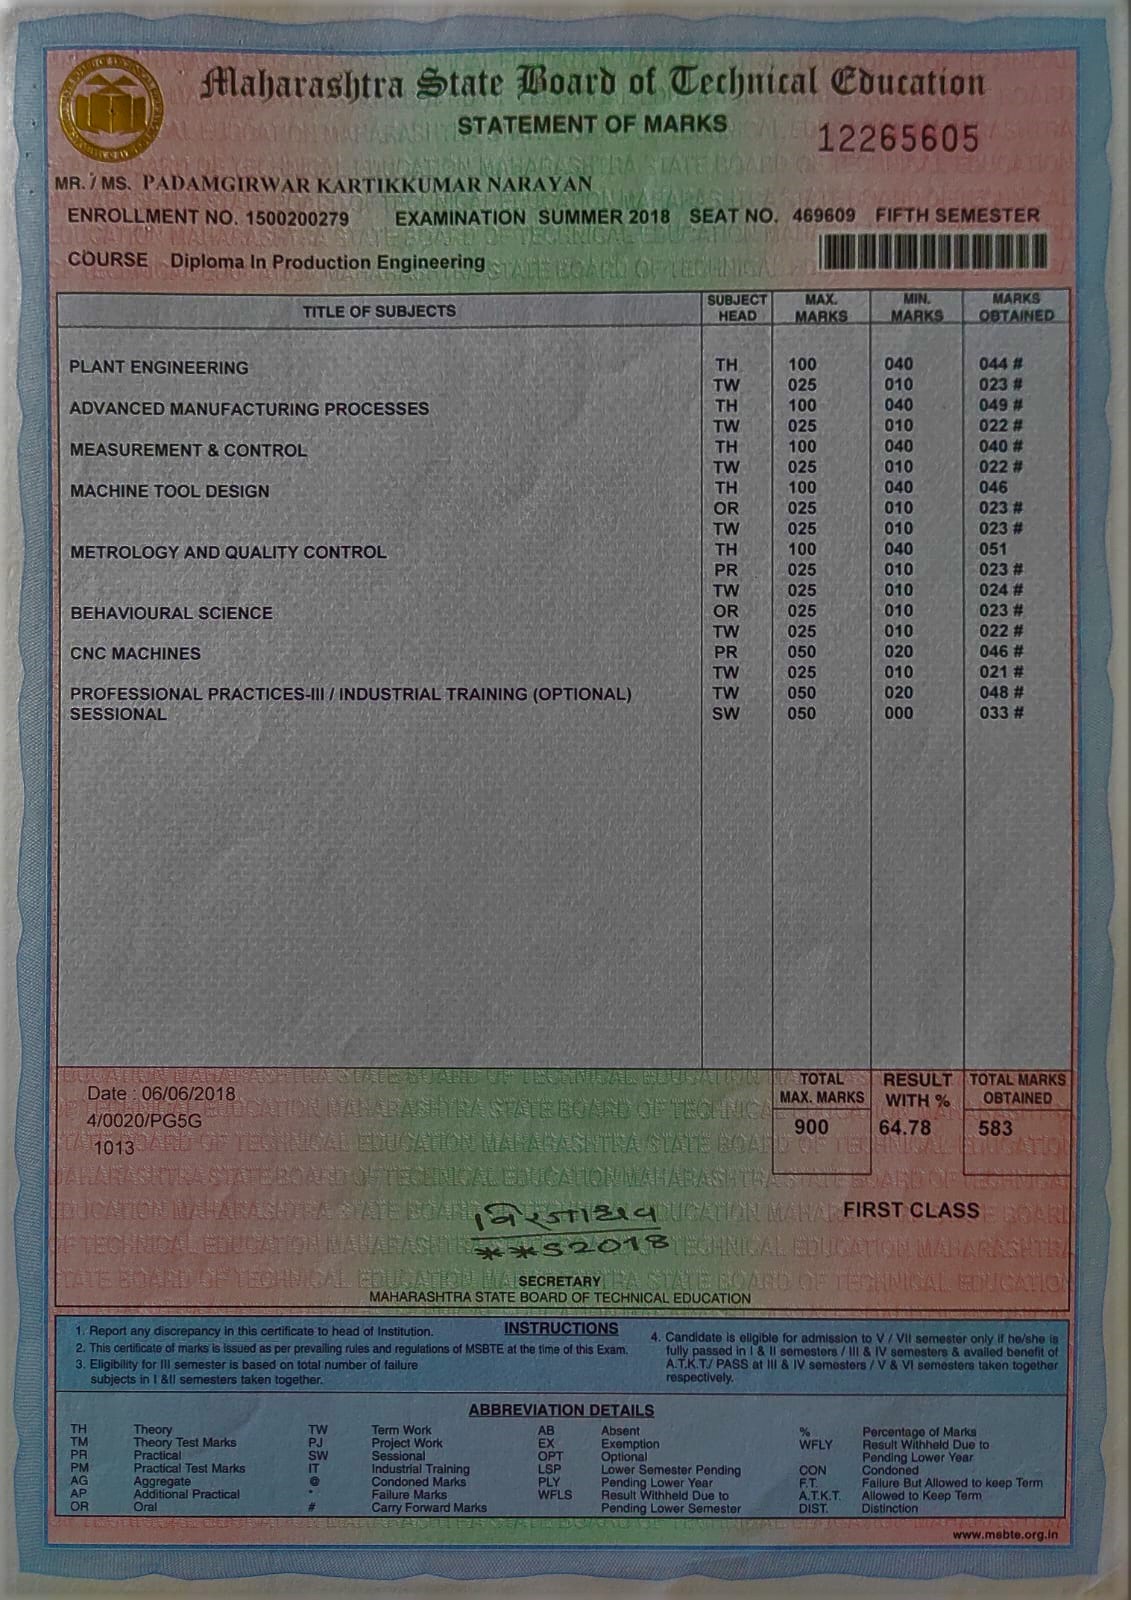 Maharashtra State Board of Technical Education
STATEMENT OF MARKS
12265605
MR. / MS. PADAMGIRWAR KARTIKKUMAR NARAYAN
ENROLLMENT NO. 1500200279 EXAMINATION SUMMER 2018 SEAT NO. 469609 FIFTH SEMESTER
COURSE Diploma In Production Engineering
TITLE OF SUBJECTS SUBJECT HEAD MAX. MARKS MIN. MARKS MARKS OBTAINED
PLANT ENGINEERING TH 100 040 044 #
TW 025 010 023 #
ADVANCED MANUFACTURING PROCESSES TH 100 040 049 #
TW 025 010 022 #
MEASUREMENT & CONTROL TH 100 040 040 #
TW 025 010 022 #
MACHINE TOOL DESIGN TH 100 040 046
OR 025 010 023 #
TW 025 010 023 #
METROLOGY AND QUALITY CONTROL TH 100 040 051
PR 025 010 023 #
TW 025 010 024 #
BEHAVIOURAL SCIENCE OR 025 010 023 #
TW 025 010 022 #
CNC MACHINES PR 050 020 046 #
TW 025 010 021 #
PROFESSIONAL PRACTICES-III / INDUSTRIAL TRAINING (OPTIONAL) TW 050 020 048 #
SESSIONAL SW 050 000 033 #
Date : 06/06/2018
4/0020/PG5G
1013
TOTAL MAX. MARKS RESULT WITH % TOTAL MARKS OBTAINED
900 64.78 583
FIRST CLASS
**S2018
SECRETARY
MAHARASHTRA STATE BOARD OF TECHNICAL EDUCATION
INSTRUCTIONS
1. Report any discrepancy in this certificate to head of Institution.
2. This certificate of marks is issued as per prevailing rules and regulations of MSBTE at the time of this Exam.
3. Eligibility for III semester is based on total number of failure
subjects in I &II semesters taken together.
4. Candidate is eligible for admission to V / VII semester only if he/she is
fully passed in I & II semesters / III & IV semesters & availed benefit of
A.T.K.T./ PASS at III & IV semesters / V & VI semesters taken together
respectively.
ABBREVIATION DETAILS
TH Theory TW Term Work AB Absent % Percentage of Marks
TM Theory Test Marks PJ Project Work EX Exemption WFLY Result Withheld Due to
PR Practical SW Sessional OPT Optional Pending Lower Year
PM Practical Test Marks IT Industrial Training LSP Lower Semester Pending CON Condoned
AG Aggregate @ Condoned Marks PLY Pending Lower Year F.T. Failure But Allowed to keep Term
AP Additional Practical * Failure Marks WFLS Result Withheld Due to A.T.K.T. Allowed to Keep Term
OR Oral # Carry Forward Marks Pending Lower Semester DIST. Distinction
www.msbte.org.in